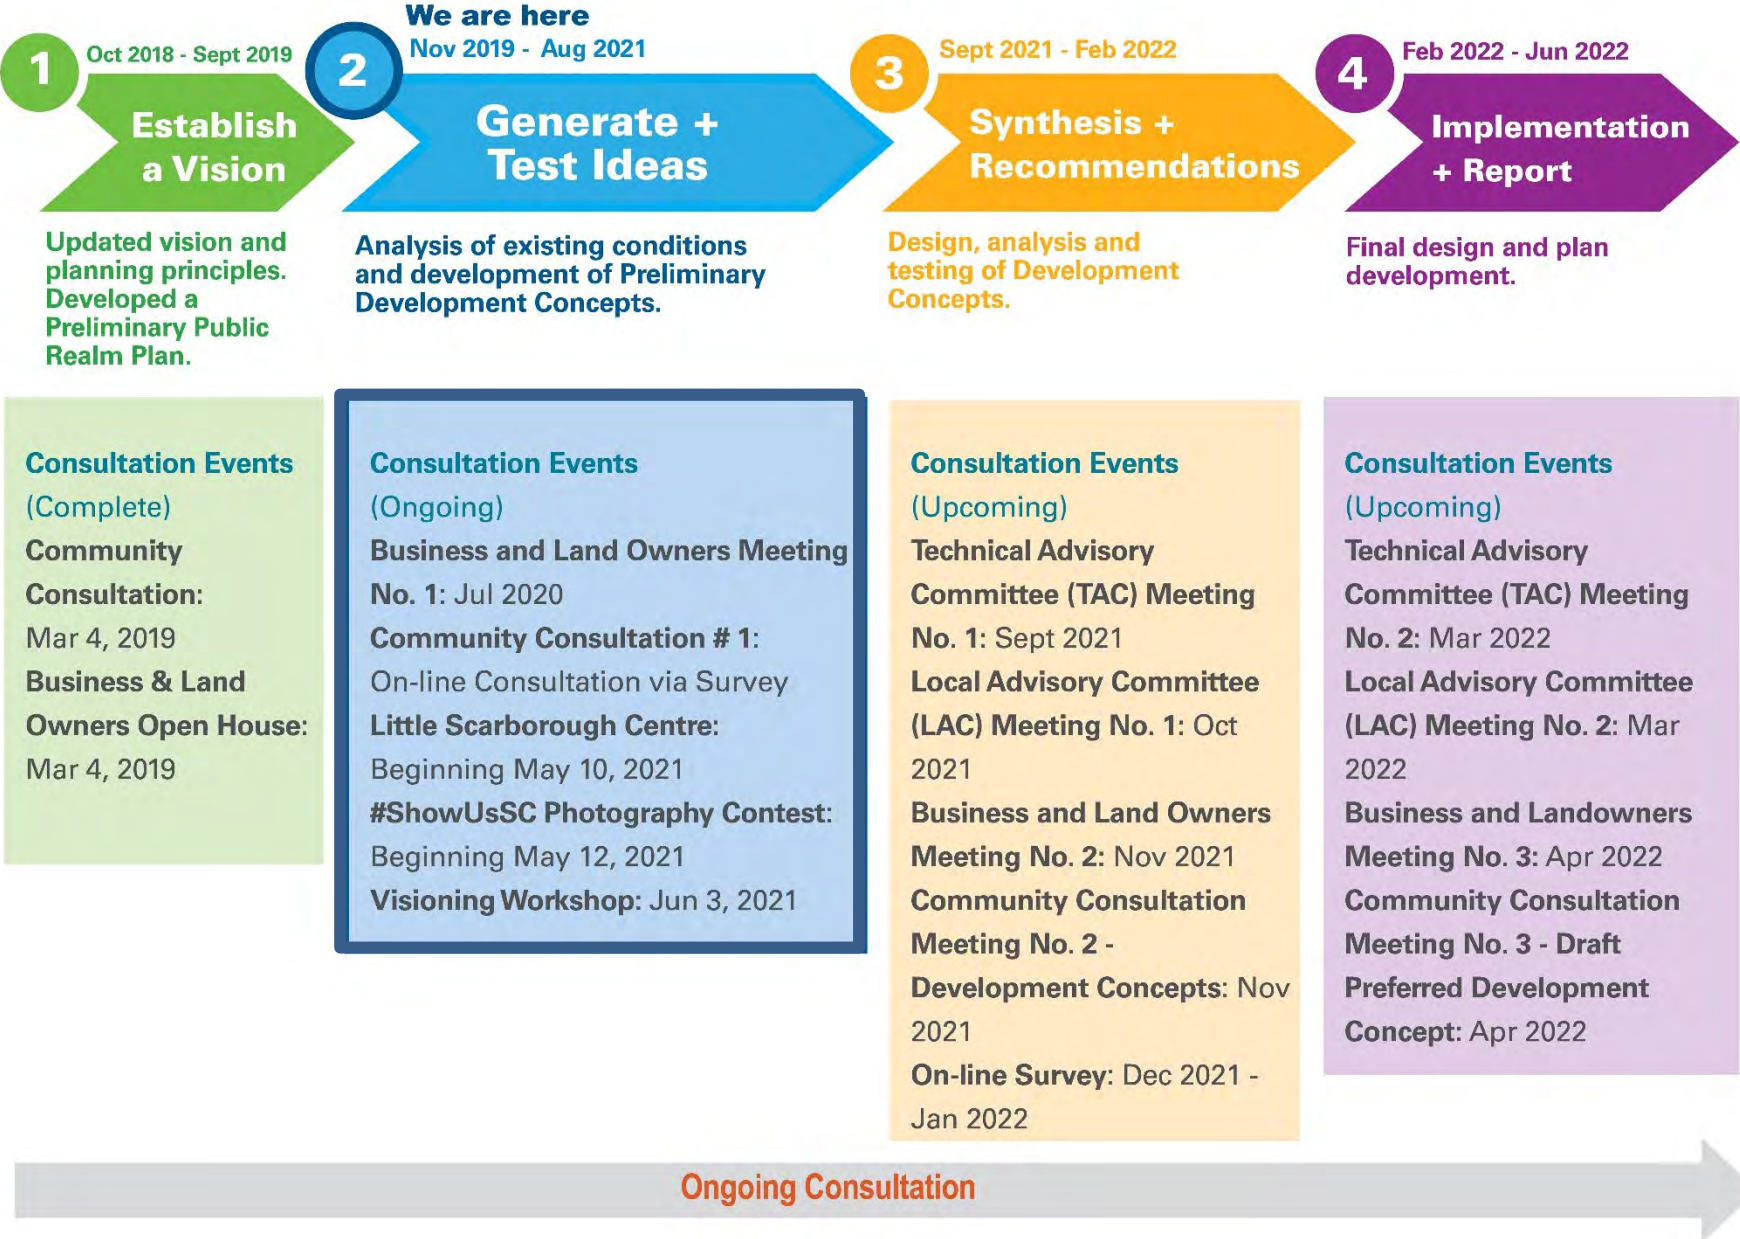 1
Oct 2018 - Sept 2019
Establish
a Vision
Updated vision and
planning principles.
Developed a
Preliminary Public
Realm Plan.
We are here
2
Nov 2019 - Aug 2021
Generate +
Test Ideas
Analysis of existing conditions
and development of Preliminary
Development Concepts.
3
Sept 2021 - Feb 2022
Synthesis +
Recommendations
Design, analysis and
testing of Development
Concepts.
4
Feb 2022 - Jun 2022
Implementation
+ Report
Final design and plan
development.
Consultation Events
(Complete)
Community
Consultation:
Mar 4, 2019
Business & Land
Owners Open House:
Mar 4, 2019
Consultation Events
(Ongoing)
Business and Land Owners Meeting
No. 1: Jul 2020
Community Consultation # 1:
On-line Consultation via Survey
Little Scarborough Centre:
Beginning May 10, 2021
#ShowUsSC Photography Contest:
Beginning May 12, 2021
Visioning Workshop: Jun 3, 2021
Consultation Events
(Upcoming)
Technical Advisory
Committee (TAC) Meeting
No. 1: Sept 2021
Local Advisory Committee
(LAC) Meeting No. 1: Oct
2021
Business and Land Owners
Meeting No. 2: Nov 2021
Community Consultation
Meeting No. 2 -
Development Concepts: Nov
2021
On-line Survey: Dec 2021 -
Jan 2022
Consultation Events
(Upcoming)
Technical Advisory
Committee (TAC) Meeting
No. 2: Mar 2022
Local Advisory Committee
(LAC) Meeting No. 2: Mar
2022
Business and Landowners
Meeting No. 3: Apr 2022
Community Consultation
Meeting No. 3 - Draft
Preferred Development
Concept: Apr 2022
Ongoing Consultation